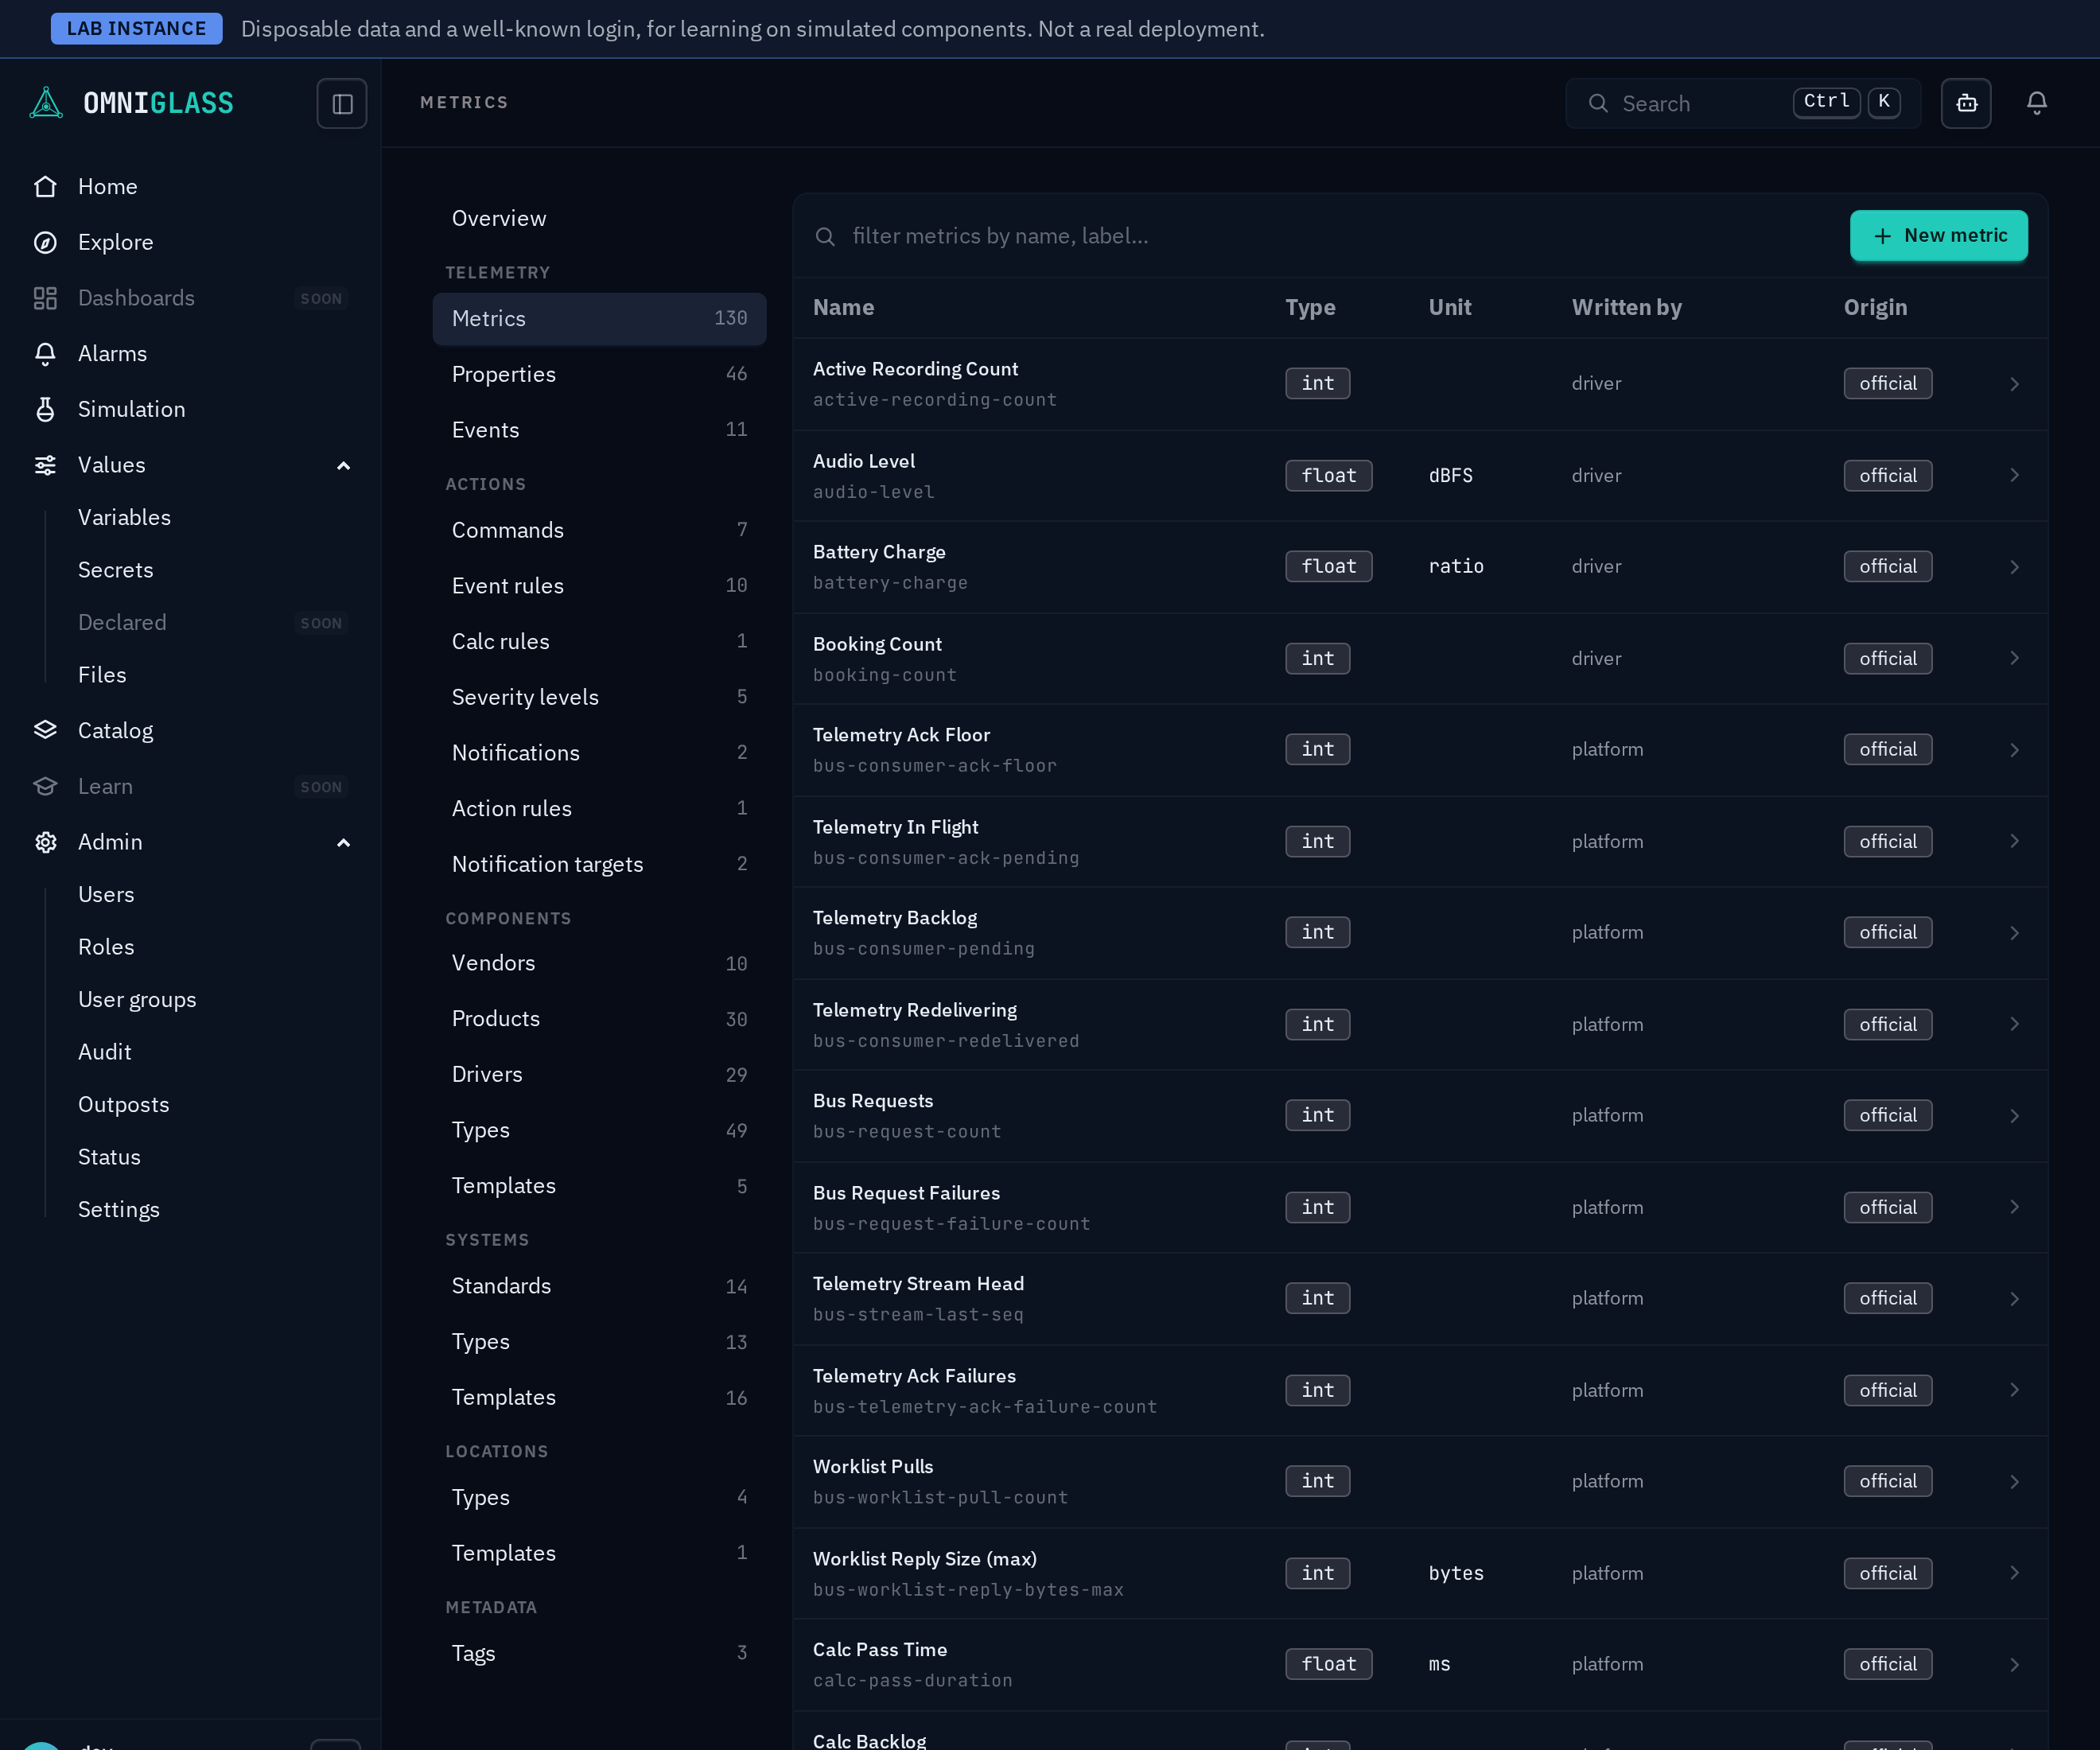 LAB INSTANCE Disposable data and a well-known login, for learning on simulated components. Not a real deployment.
OMNIGLASS
METRICS
Search Ctrl K
Home
Explore
Dashboards SOON
Alarms
Simulation
Values
Variables
Secrets
Declared SOON
Files
Catalog
Learn SOON
Admin
Users
Roles
User groups
Audit
Outposts
Status
Settings
Overview
TELEMETRY
Metrics 130
Properties 46
Events 11
ACTIONS
Commands 7
Event rules 10
Calc rules 1
Severity levels 5
Notifications 2
Action rules 1
Notification targets 2
COMPONENTS
Vendors 10
Products 30
Drivers 29
Types 49
Templates 5
SYSTEMS
Standards 14
Types 13
Templates 16
LOCATIONS
Types 4
Templates 1
METADATA
Tags 3
filter metrics by name, label...
New metric
Name Type Unit Written by Origin
Active Recording Count
active-recording-count
int driver official
Audio Level
audio-level
float dBFS driver official
Battery Charge
battery-charge
float ratio driver official
Booking Count
booking-count
int driver official
Telemetry Ack Floor
bus-consumer-ack-floor
int platform official
Telemetry In Flight
bus-consumer-ack-pending
int platform official
Telemetry Backlog
bus-consumer-pending
int platform official
Telemetry Redelivering
bus-consumer-redelivered
int platform official
Bus Requests
bus-request-count
int platform official
Bus Request Failures
bus-request-failure-count
int platform official
Telemetry Stream Head
bus-stream-last-seq
int platform official
Telemetry Ack Failures
bus-telemetry-ack-failure-count
int platform official
Worklist Pulls
bus-worklist-pull-count
int platform official
Worklist Reply Size (max)
bus-worklist-reply-bytes-max
int bytes platform official
Calc Pass Time
calc-pass-duration
float ms platform official
Calc Backlog